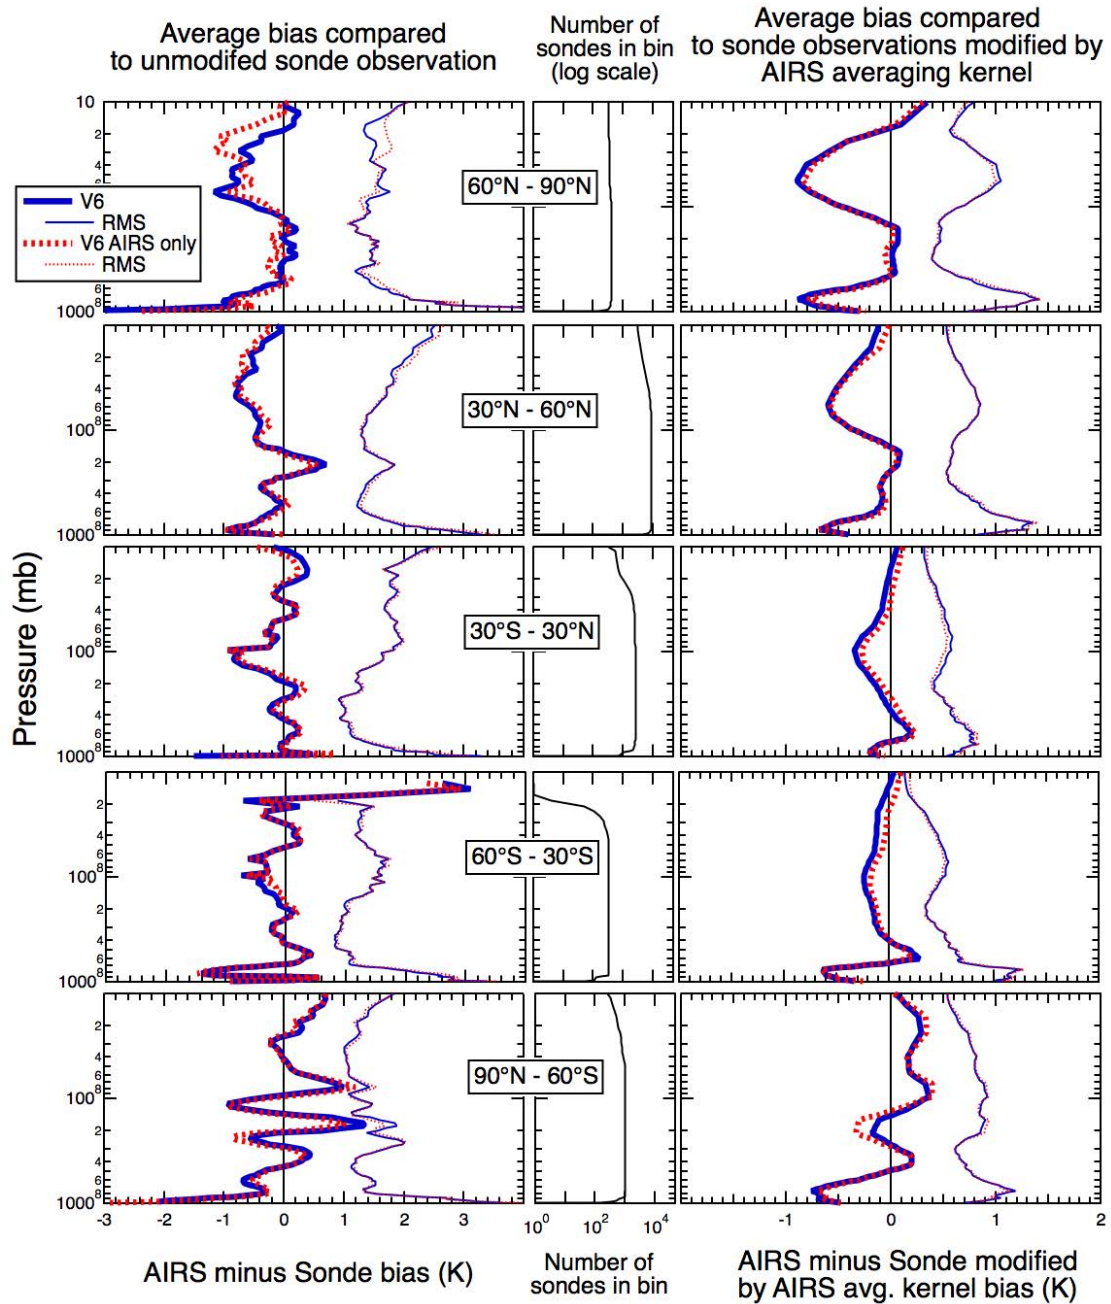 Average bias compared
to unmodifed sonde observation
Number of
sondes in bin
(log scale)
Average bias compared
to sonde observations modified by
AIRS averaging kernel
10
2
4
6
8
1000
V6
RMS
V6 AIRS only
RMS
60°N - 90°N
2
4
6
8
100
2
4
6
8
1000
30°N - 60°N
2
4
6
8
100
2
4
6
8
1000
30°S - 30°N
2
4
6
8
100
2
4
6
8
1000
60°S - 30°S
2
4
6
8
100
2
4
6
8
1000
90°N - 60°S
Pressure (mb)
-3 -2 -1 0 1 2 3
10^0 10^2 10^4
-1 0 1 2
AIRS minus Sonde bias (K)
Number of
sondes in bin
AIRS minus Sonde modified
by AIRS avg. kernel bias (K)